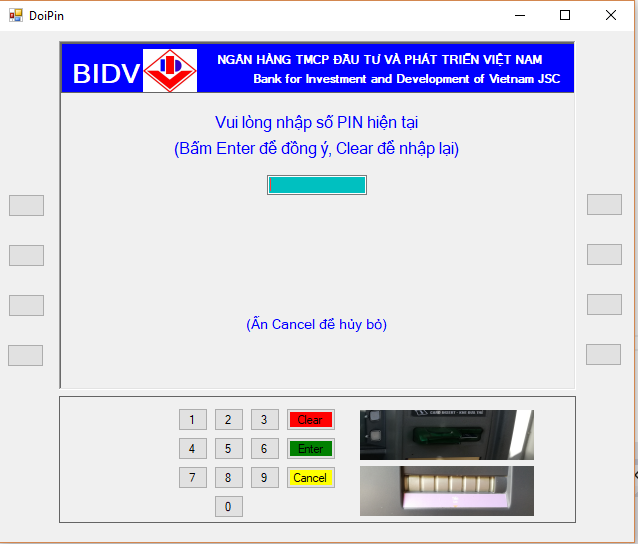 DoiPin
BIDV
NGÂN HÀNG TMCP ĐẦU TƯ VÀ PHÁT TRIỂN VIỆT NAM
Bank for Investment and Development of Vietnam JSC
Vui lòng nhập số PIN hiện tại
(Bấm Enter để đồng ý, Clear để nhập lại)
(Ấn Cancel để hủy bỏ)
1 2 3 Clear
4 5 6 Enter
7 8 9 Cancel
0